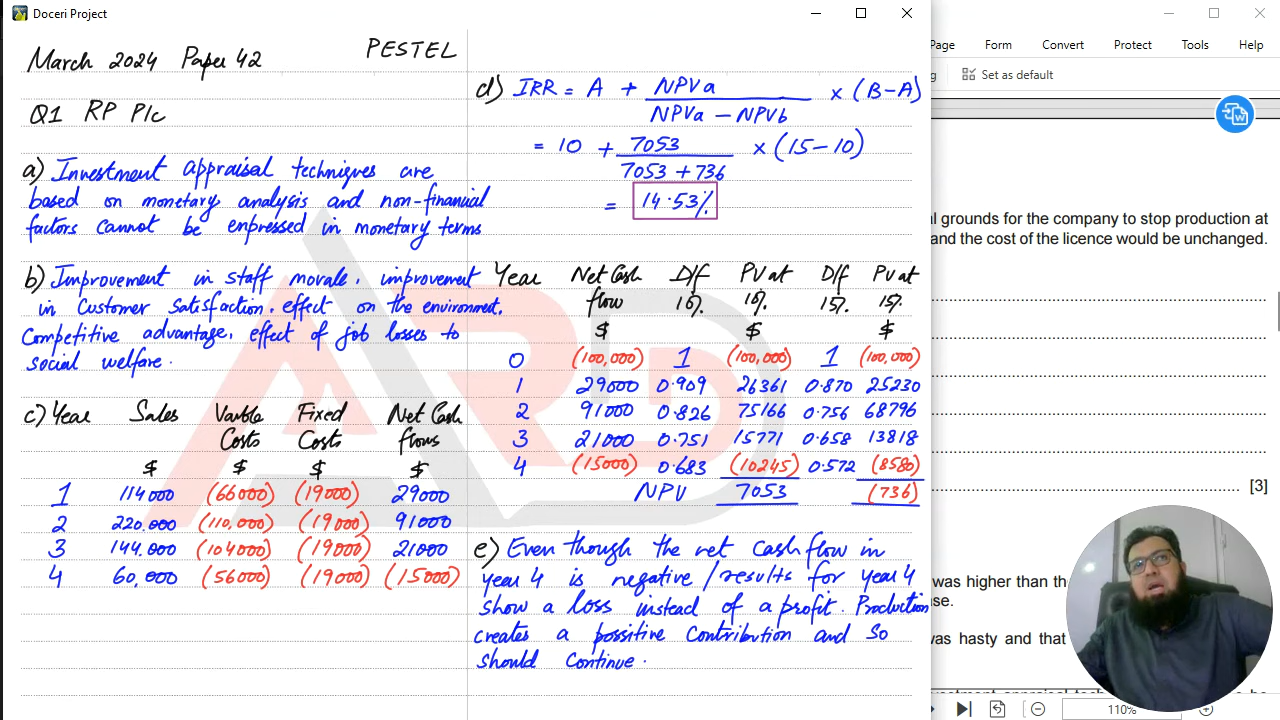 Doceri Project
March 2024 Paper 42
PESTEL
Q1 RP Plc
a) Investment appraisal techniques are
based on monetary analysis and non-financial
factors cannot be enpressed in monetary terms
b) Improvement in staff morale, improvement
in Customer Satisfaction, effect on the environment,
Competitive advantage, effect of job losses to
social welfare.
c) Year Sales Varble Fixed Net Cash
Costs Costs flows
$ $ $ $
1 114000 (66000) (19000) 29000
2 220,000 (110,000) (19000) 91000
3 144,000 (104000) (19000) 21000
4 60,000 (56000) (19000) (15000)
d) IRR = A + NPVa × (B-A)
NPVa - NPVb
= 10 + 7053 × (15-10)
7053 + 736
= 14.53%
Year Net Cash D/f PV at D/f PV at
flow 10% 10% 15% 15%
$ $ $
0 (100,000) 1 (100,000) 1 (100,000)
1 29000 0.909 26361 0.870 25230
2 91000 0.826 75166 0.756 68796
3 21000 0.751 15771 0.658 13818
4 (15000) 0.683 (10245) 0.572 (8580)
NPV 7053 (736)
e) Even though the net cash flow in
year 4 is negative / results for year 4
show a loss instead of a profit. Production
creates a possitive contribution and so
should continue.
ARD
Page Form Convert Protect Tools Help
Set as default
l grounds for the company to stop production at
and the cost of the licence would be unchanged.
[3]
was higher than th
se.
was hasty and that
110%